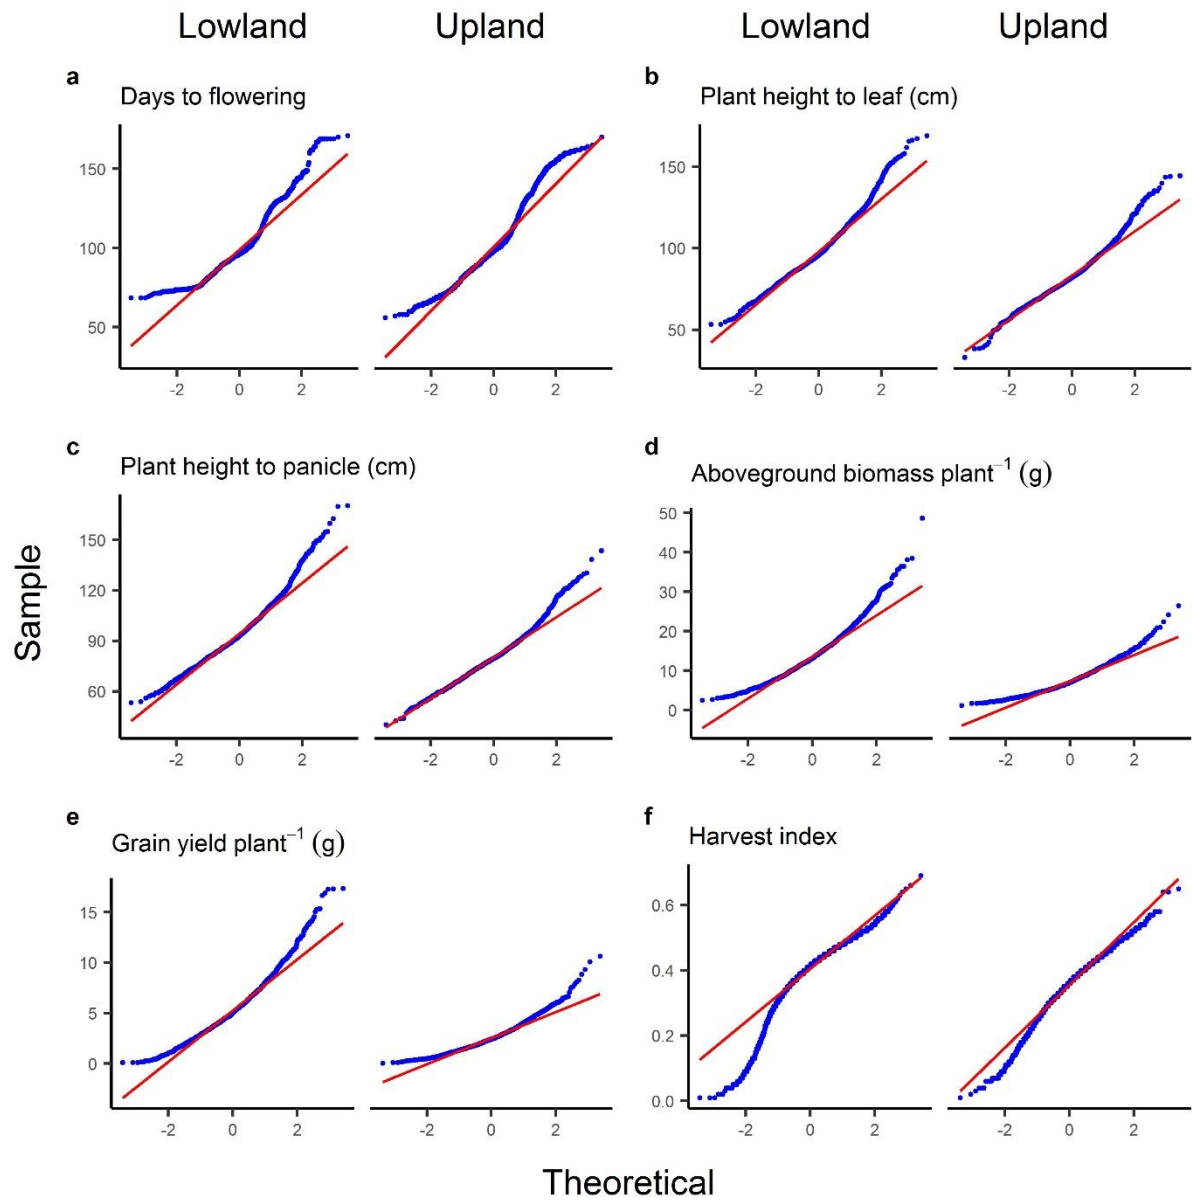 Lowland Upland Lowland Upland
a b
Days to flowering Plant height to leaf (cm)
150 150
100 100
50 50
-2 0 2 -2 0 2 -2 0 2 -2 0 2
c d
Plant height to panicle (cm) Aboveground biomass plant⁻¹ (g)
50
150 40
120 30
90 20
60 10
0
-2 0 2 -2 0 2 -2 0 2 -2 0 2
Sample
e f
Grain yield plant⁻¹ (g) Harvest index
15 0.6
10 0.4
5 0.2
0 0.0
-2 0 2 -2 0 2 -2 0 2 -2 0 2
Theoretical